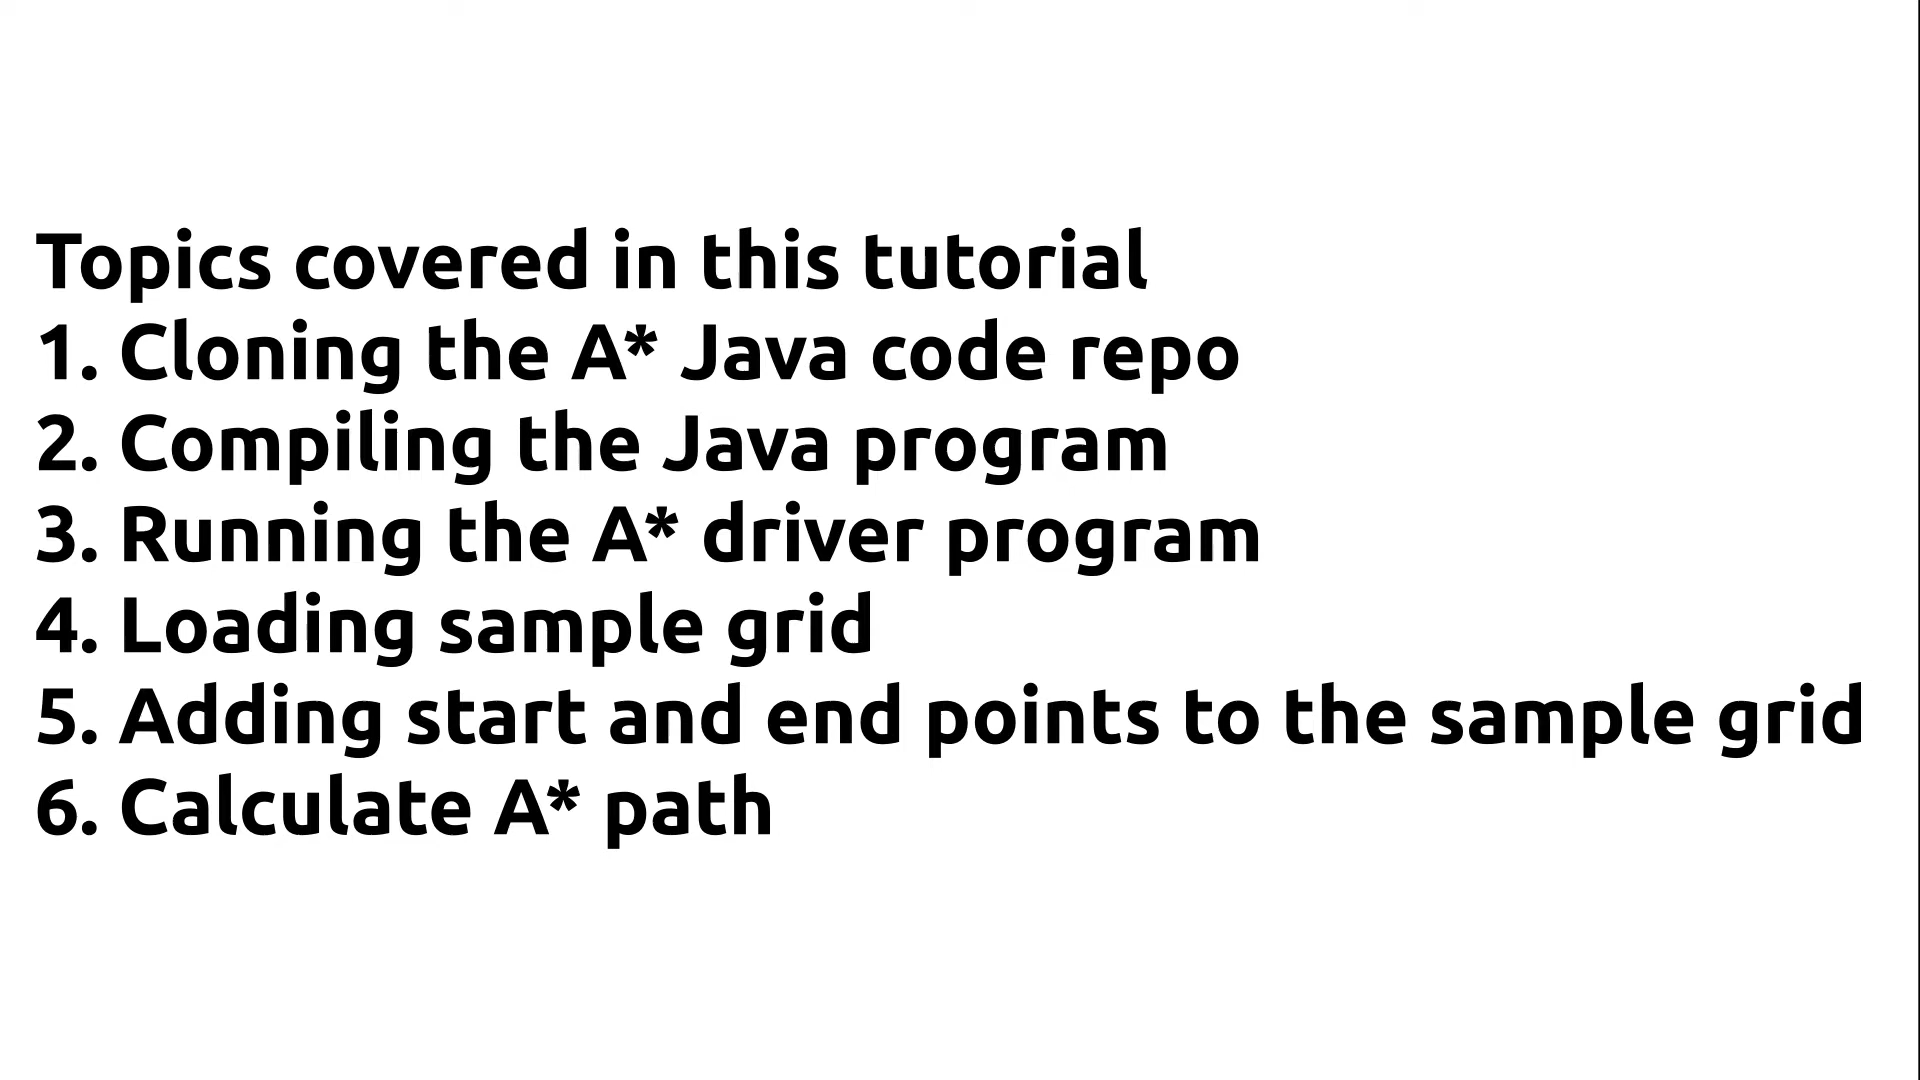 Topics covered in this tutorial
1. Cloning the A* Java code repo
2. Compiling the Java program
3. Running the A* driver program
4. Loading sample grid
5. Adding start and end points to the sample grid
6. Calculate A* path